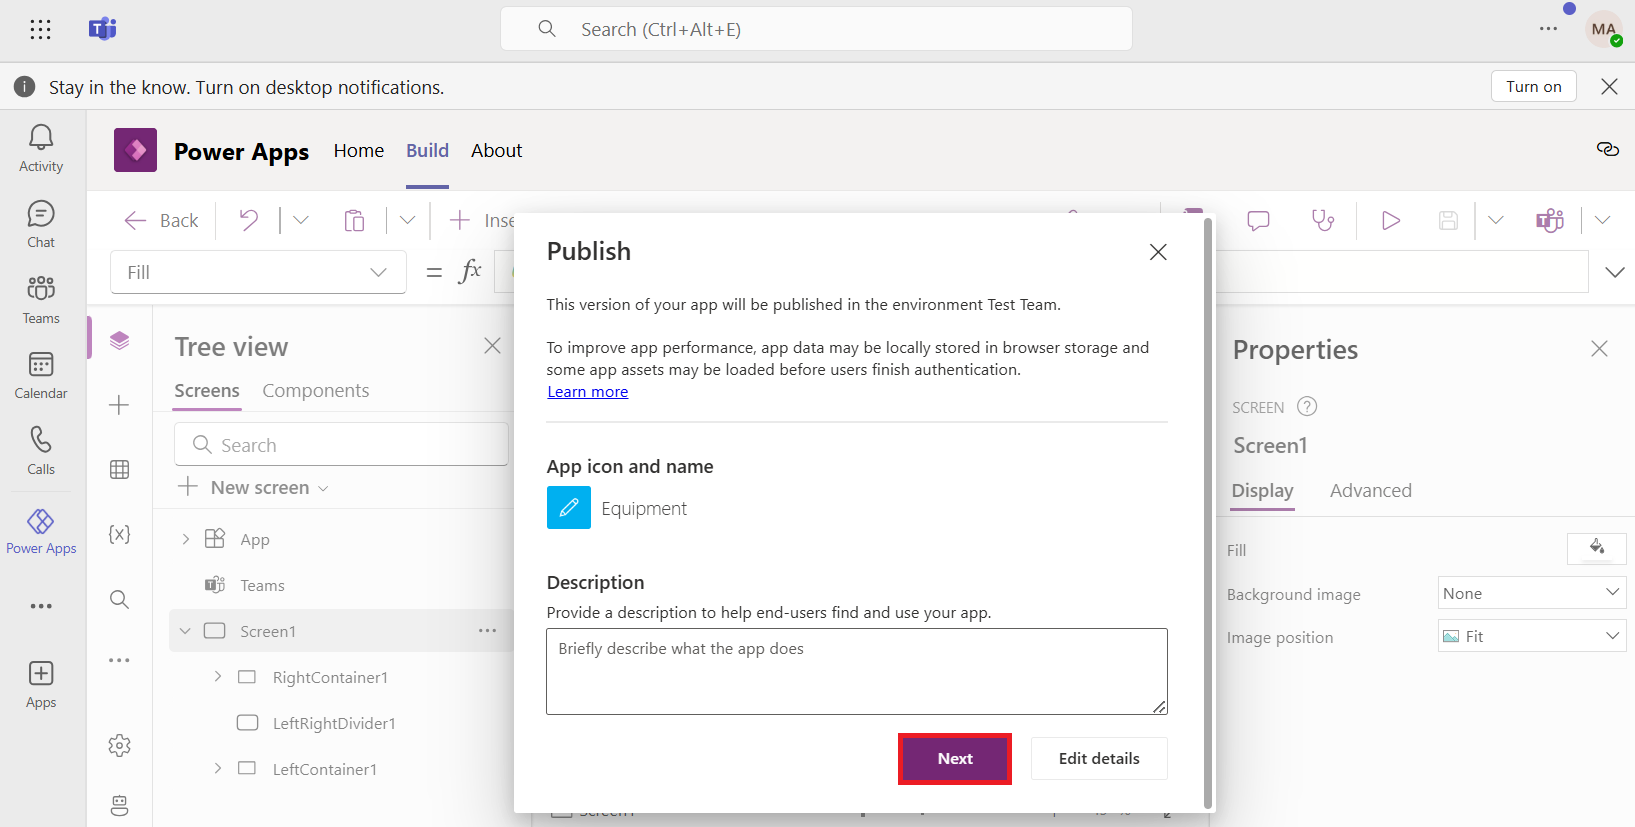 Search (Ctrl+Alt+E)
MA
Stay in the know. Turn on desktop notifications.
Turn on
Activity
Chat
Teams
Calendar
Calls
Power Apps
Apps
Power Apps
Home
Build
About
Back
Inse
Fill
= fx
Tree view
Screens
Components
Search
New screen
App
Teams
Screen1
RightContainer1
LeftRightDivider1
LeftContainer1
Publish
This version of your app will be published in the environment Test Team.
To improve app performance, app data may be locally stored in browser storage and
some app assets may be loaded before users finish authentication.
Learn more
App icon and name
Equipment
Description
Provide a description to help end-users find and use your app.
Briefly describe what the app does
Next
Edit details
Properties
SCREEN
Screen1
Display
Advanced
Fill
Background image
None
Image position
Fit